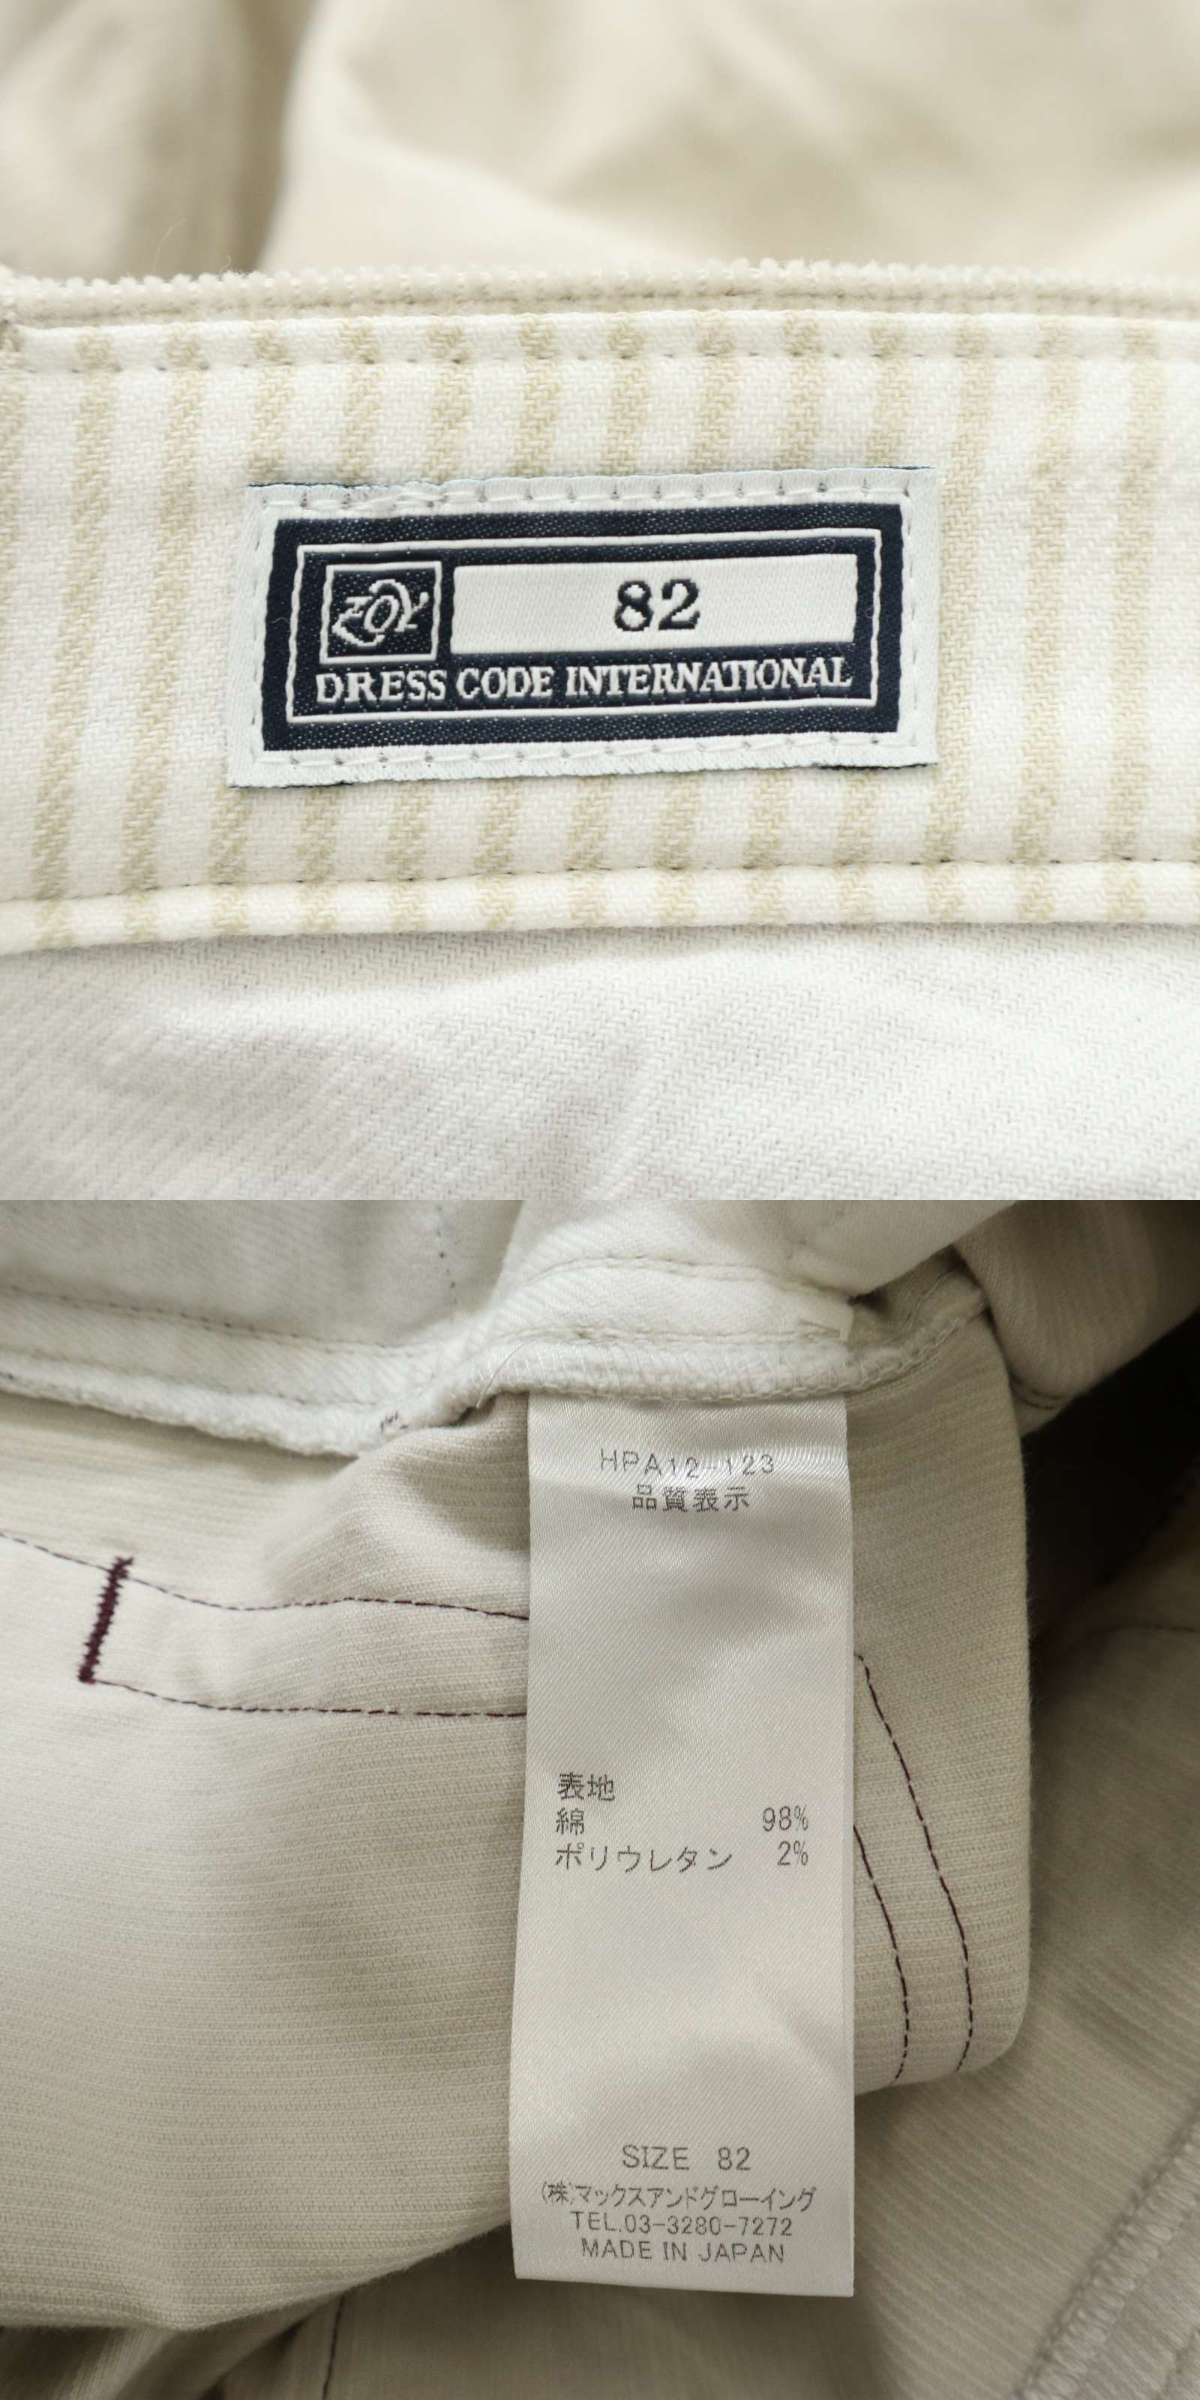 ZOY
82
DRESS CODE INTERNATIONAL
HPA12-123
品質表示
表地
綿 98%
ポリウレタン 2%
SIZE 82
(株)マックスアンドグローイング
TEL.03-3280-7272
MADE IN JAPAN